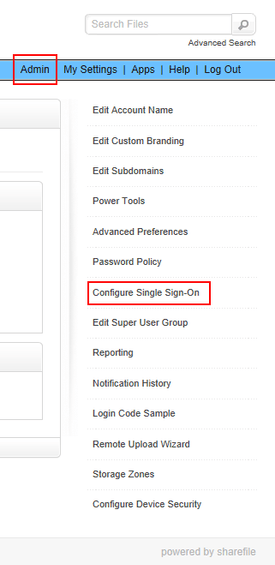 Search Files
Advanced Search
Admin My Settings | Apps | Help | Log Out
Edit Account Name
Edit Custom Branding
Edit Subdomains
Power Tools
Advanced Preferences
Password Policy
Configure Single Sign-On
Edit Super User Group
Reporting
Notification History
Login Code Sample
Remote Upload Wizard
Storage Zones
Configure Device Security
powered by sharefile